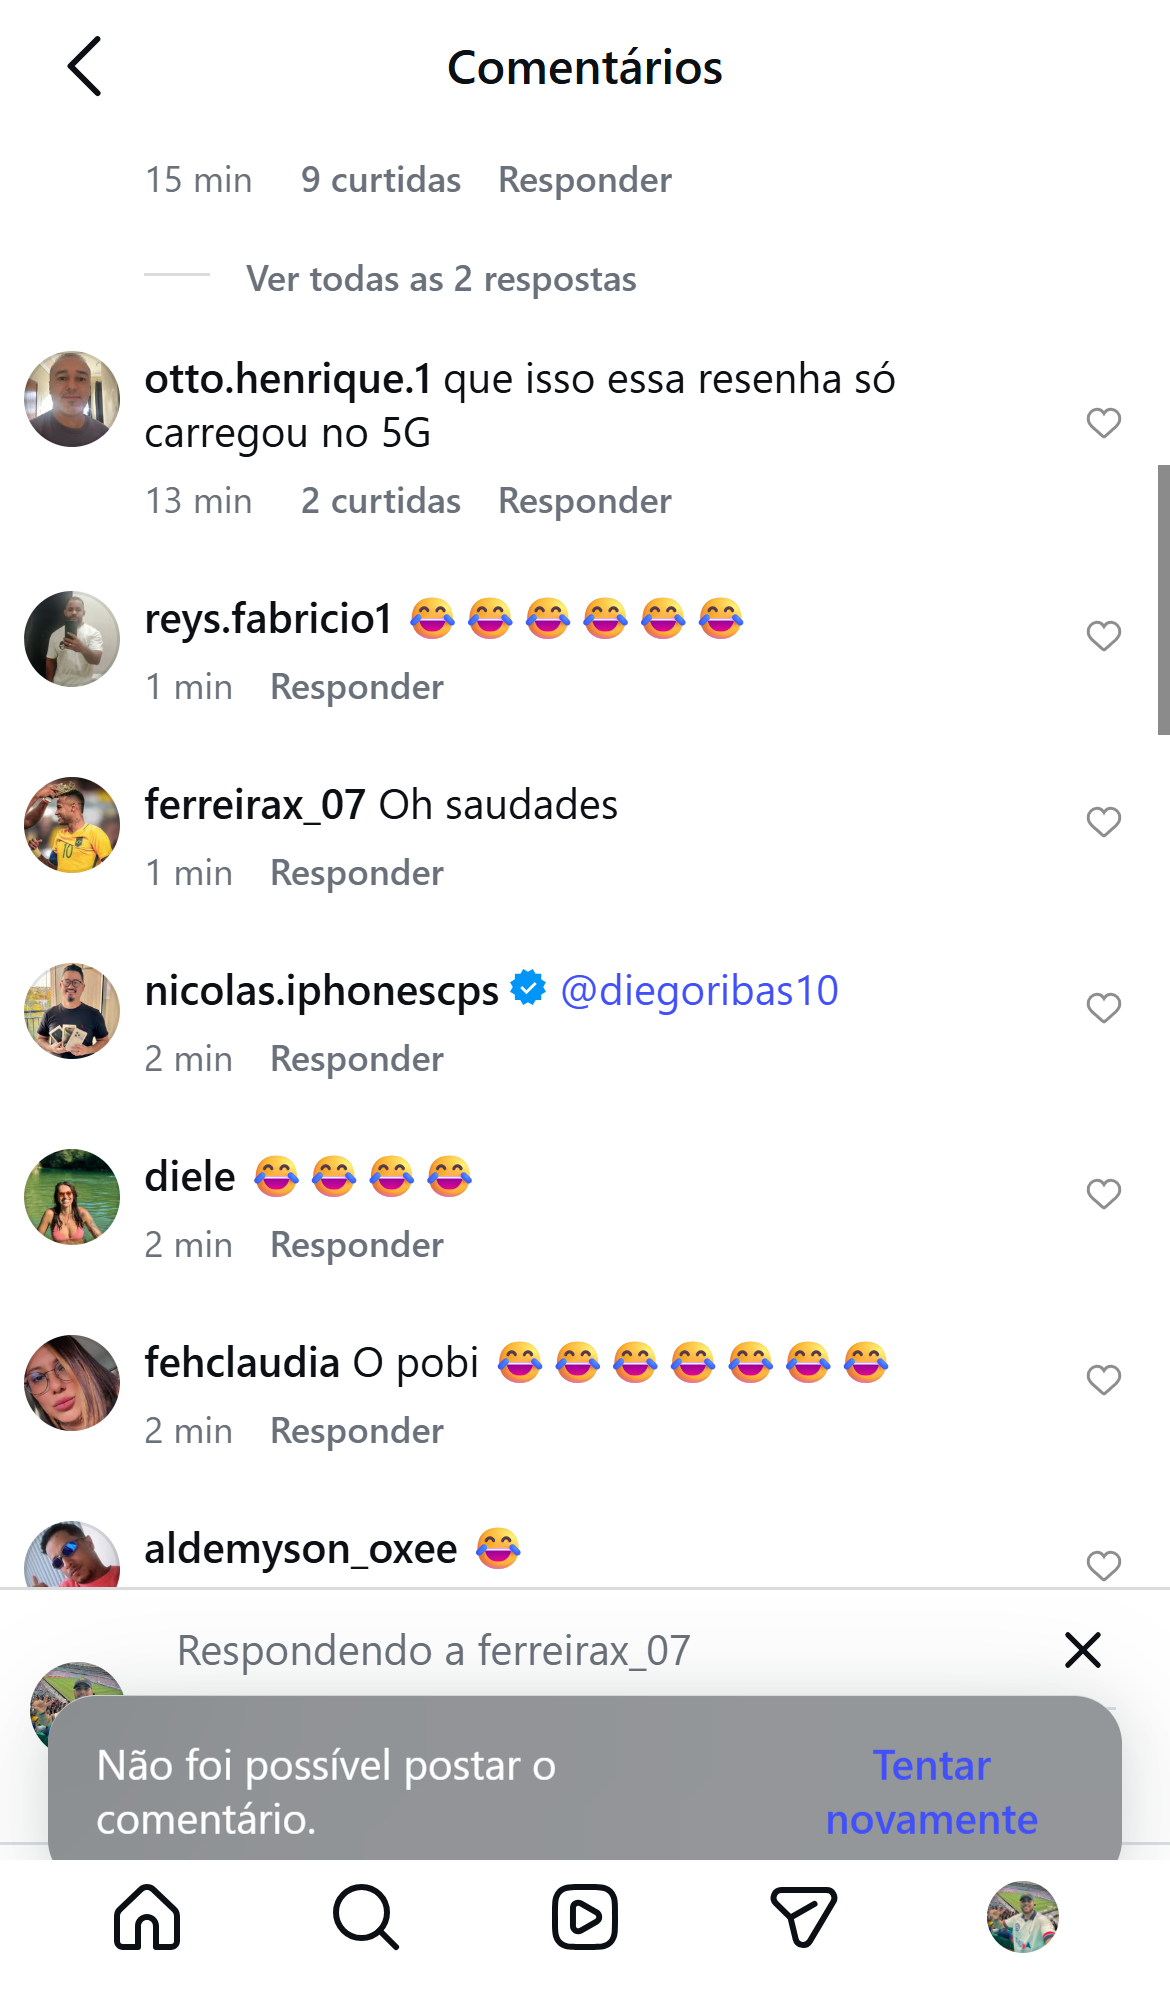 Comentários
15 min 9 curtidas Responder
Ver todas as 2 respostas
otto.henrique.1 que isso essa resenha só
carregou no 5G
13 min 2 curtidas Responder
reys.fabricio1 😂😂😂😂😂😂
1 min Responder
ferreirax_07 Oh saudades
1 min Responder
nicolas.iphonescps @diegoribas10
2 min Responder
diele 😂😂😂😂
2 min Responder
fehclaudia O pobi 😂😂😂😂😂😂😂
2 min Responder
aldemyson_oxee 😂
Respondendo a ferreirax_07
Não foi possível postar o
comentário.
Tentar
novamente